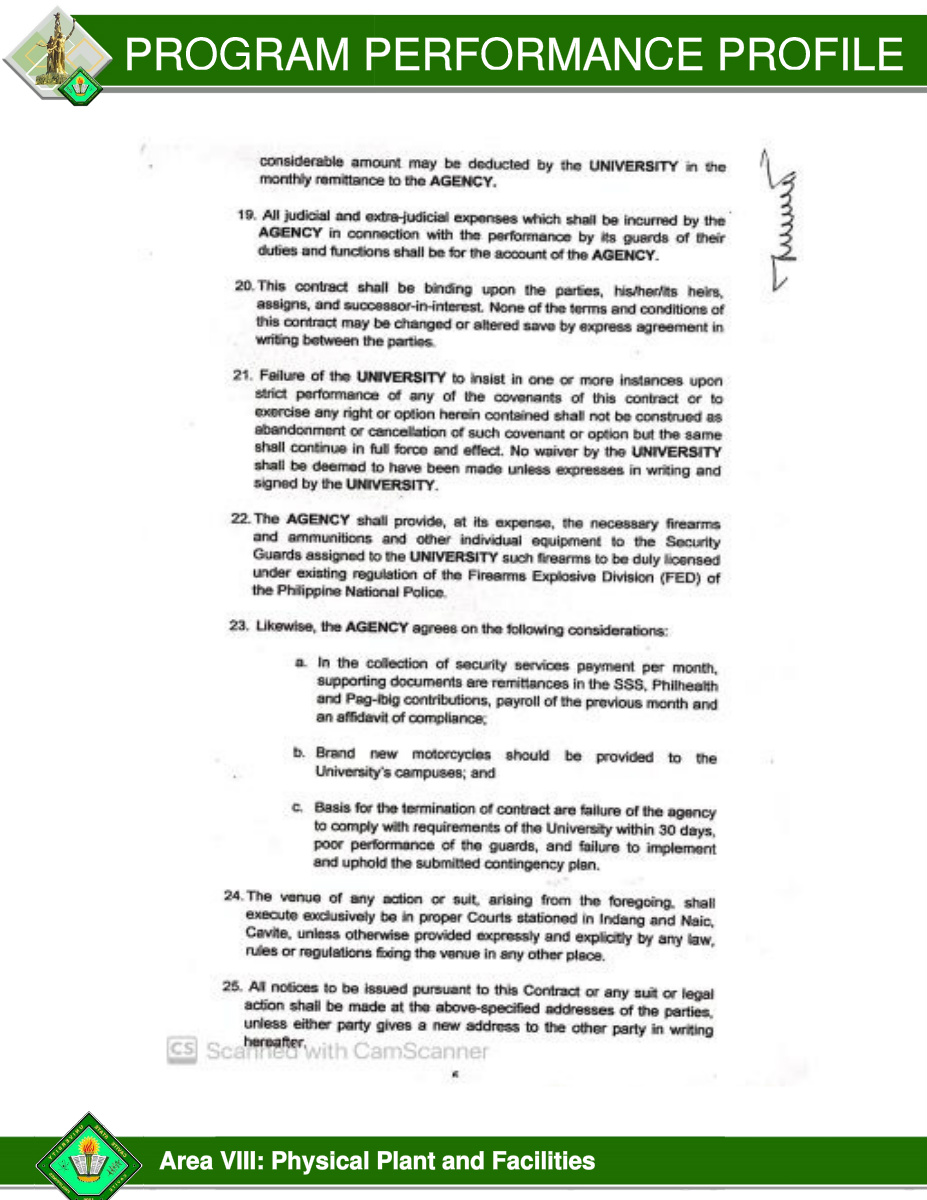 PROGRAM PERFORMANCE PROFILE
considerable amount may be deducted by the UNIVERSITY in the
monthly remittance to the AGENCY.
19. All judicial and extra-judicial expenses which shall be incurred by the
AGENCY in connection with the performance by its guards of their
duties and functions shall be for the account of the AGENCY.
20. This contract shall be binding upon the parties, his/her/its heirs,
assigns, and successor-in-interest. None of the terms and conditions of
this contract may be changed or altered save by express agreement in
writing between the parties.
21. Failure of the UNIVERSITY to insist in one or more instances upon
strict performance of any of the covenants of this contract or to
exercise any right or option herein contained shall not be construed as
abandonment or cancellation of such covenant or option but the same
shall continue in full force and effect. No waiver by the UNIVERSITY
shall be deemed to have been made unless expresses in writing and
signed by the UNIVERSITY.
22. The AGENCY shall provide, at its expense, the necessary firearms
and ammunitions and other individual equipment to the Security
Guards assigned to the UNIVERSITY such firearms to be duly licensed
under existing regulation of the Firearms Explosive Division (FED) of
the Philippine National Police.
23. Likewise, the AGENCY agrees on the following considerations:
a. In the collection of security services payment per month,
supporting documents are remittances in the SSS, Philhealth
and Pag-ibig contributions, payroll of the previous month and
an affidavit of compliance;
b. Brand new motorcycles should be provided to the
University's campuses; and
c. Basis for the termination of contract are failure of the agency
to comply with requirements of the University within 30 days,
poor performance of the guards, and failure to implement
and uphold the submitted contingency plan.
24. The venue of any action or suit, arising from the foregoing, shall
execute exclusively be in proper Courts stationed in Indang and Naic,
Cavite, unless otherwise provided expressly and explicitly by any law,
rules or regulations fixing the venue in any other place.
25. All notices to be issued pursuant to this Contract or any suit or legal
action shall be made at the above-specified addresses of the parties,
unless either party gives a new address to the other party in writing
hereafter.
CS Scanned with CamScanner
Area VIII: Physical Plant and Facilities